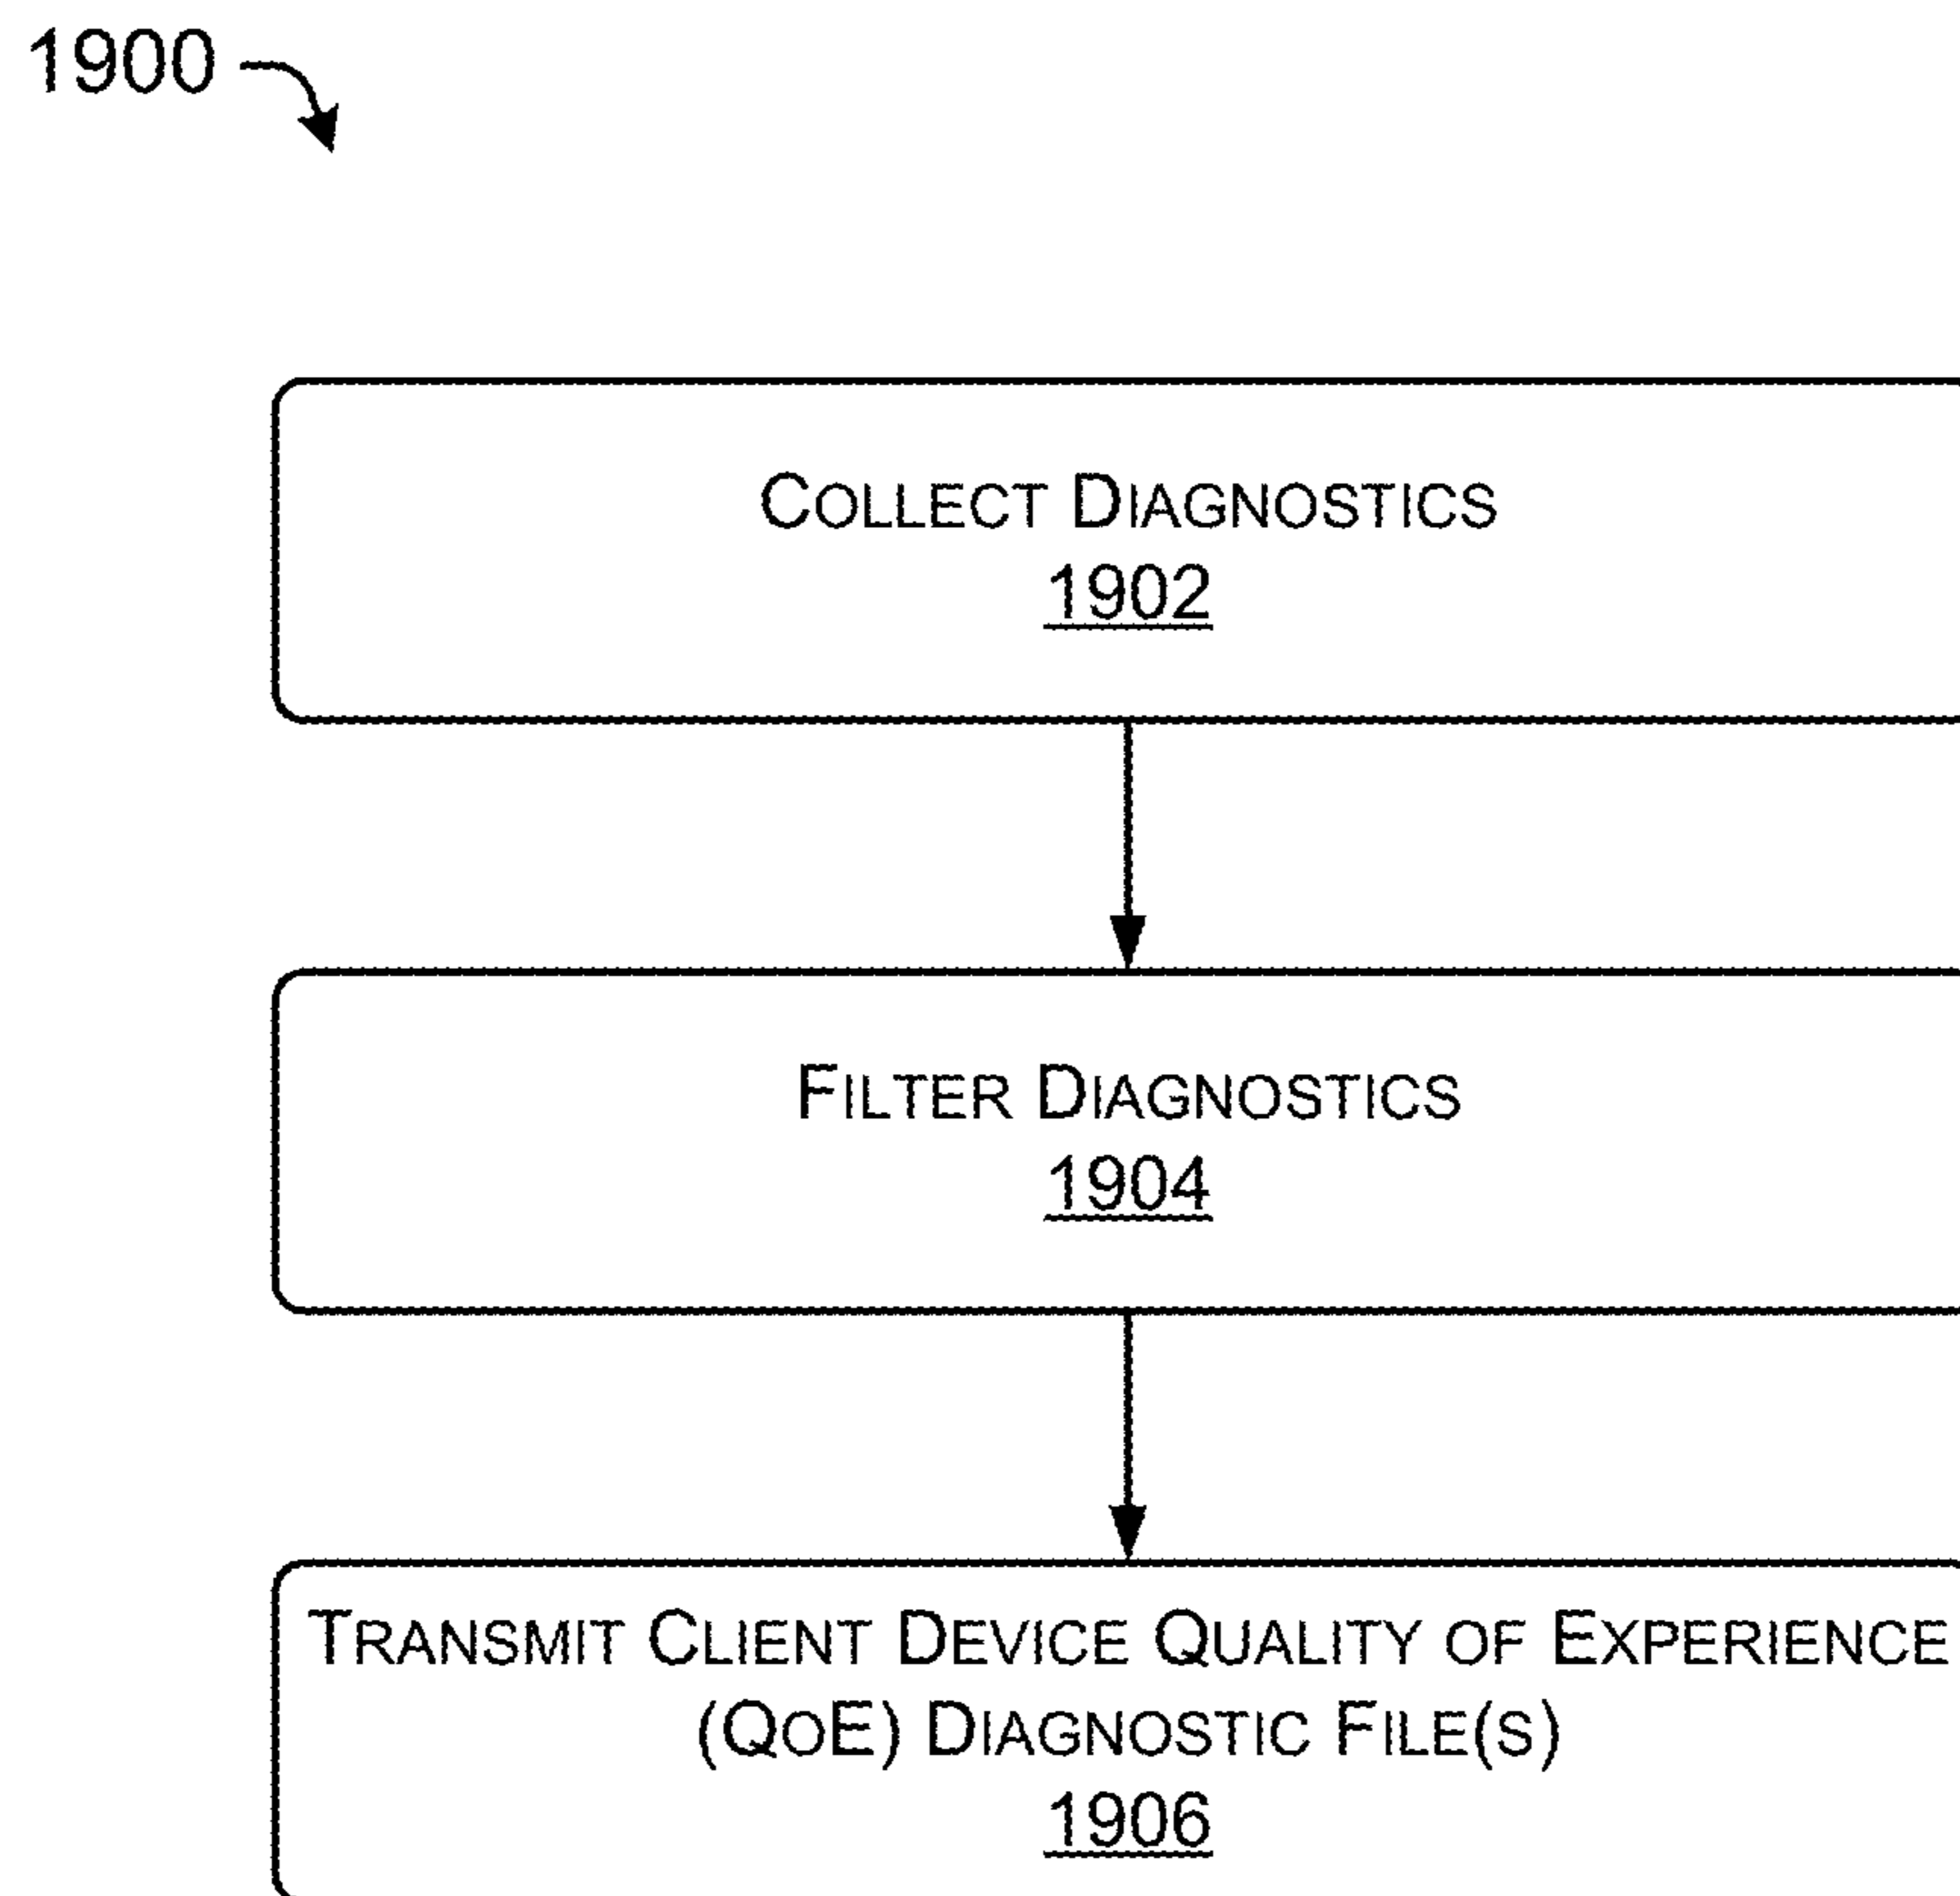 1900
COLLECT DIAGNOSTICS
1902
FILTER DIAGNOSTICS
1904
TRANSMIT CLIENT DEVICE QUALITY OF EXPERIENCE
(QOE) DIAGNOSTIC FILE(S)
1906